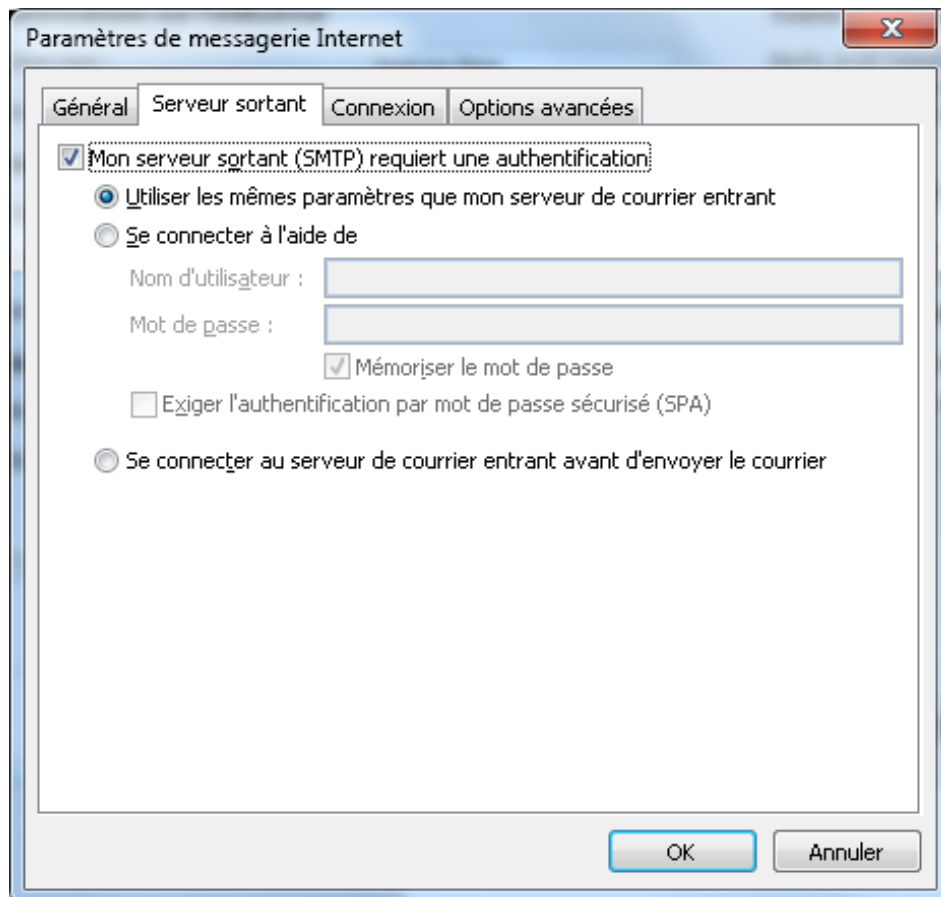 Paramètres de messagerie Internet
Général Serveur sortant Connexion Options avancées
Mon serveur sortant (SMTP) requiert une authentification
Utiliser les mêmes paramètres que mon serveur de courrier entrant
Se connecter à l'aide de
Nom d'utilisateur :
Mot de passe :
Mémoriser le mot de passe
Exiger l'authentification par mot de passe sécurisé (SPA)
Se connecter au serveur de courrier entrant avant d'envoyer le courrier
OK Annuler